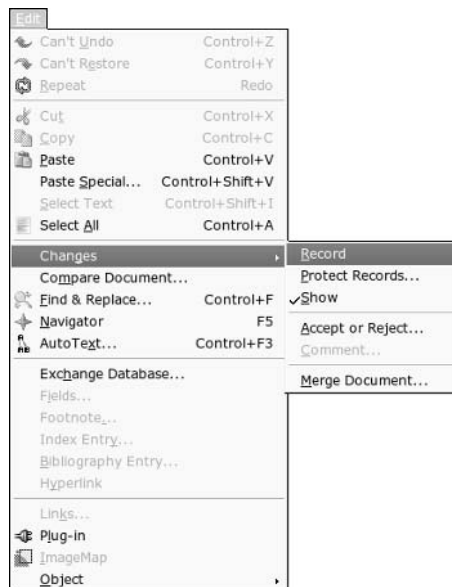 Edit
Can't Undo Control+Z
Can't Restore Control+Y
Repeat Redo
Cut Control+X
Copy Control+C
Paste Control+V
Paste Special... Control+Shift+V
Select Text Control+Shift+I
Select All Control+A
Changes
Compare Document...
Find & Replace... Control+F
Navigator F5
AutoText... Control+F3
Exchange Database...
Fields...
Footnote...
Index Entry...
Bibliography Entry...
Hyperlink
Links...
Plug-in
ImageMap
Object
Record
Protect Records...
Show
Accept or Reject...
Comment...
Merge Document...